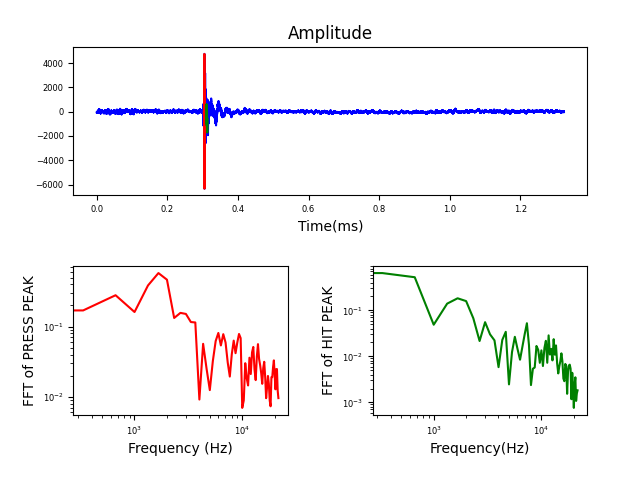 Amplitude
4000
2000
0
−2000
−4000
−6000
0.0 0.2 0.4 0.6 0.8 1.0 1.2
Time(ms)
FFT of PRESS PEAK
10⁻¹
10⁻²
10³ 10⁴
Frequency (Hz)
FFT of HIT PEAK
10⁻¹
10⁻²
10⁻³
10³ 10⁴
Frequency(Hz)